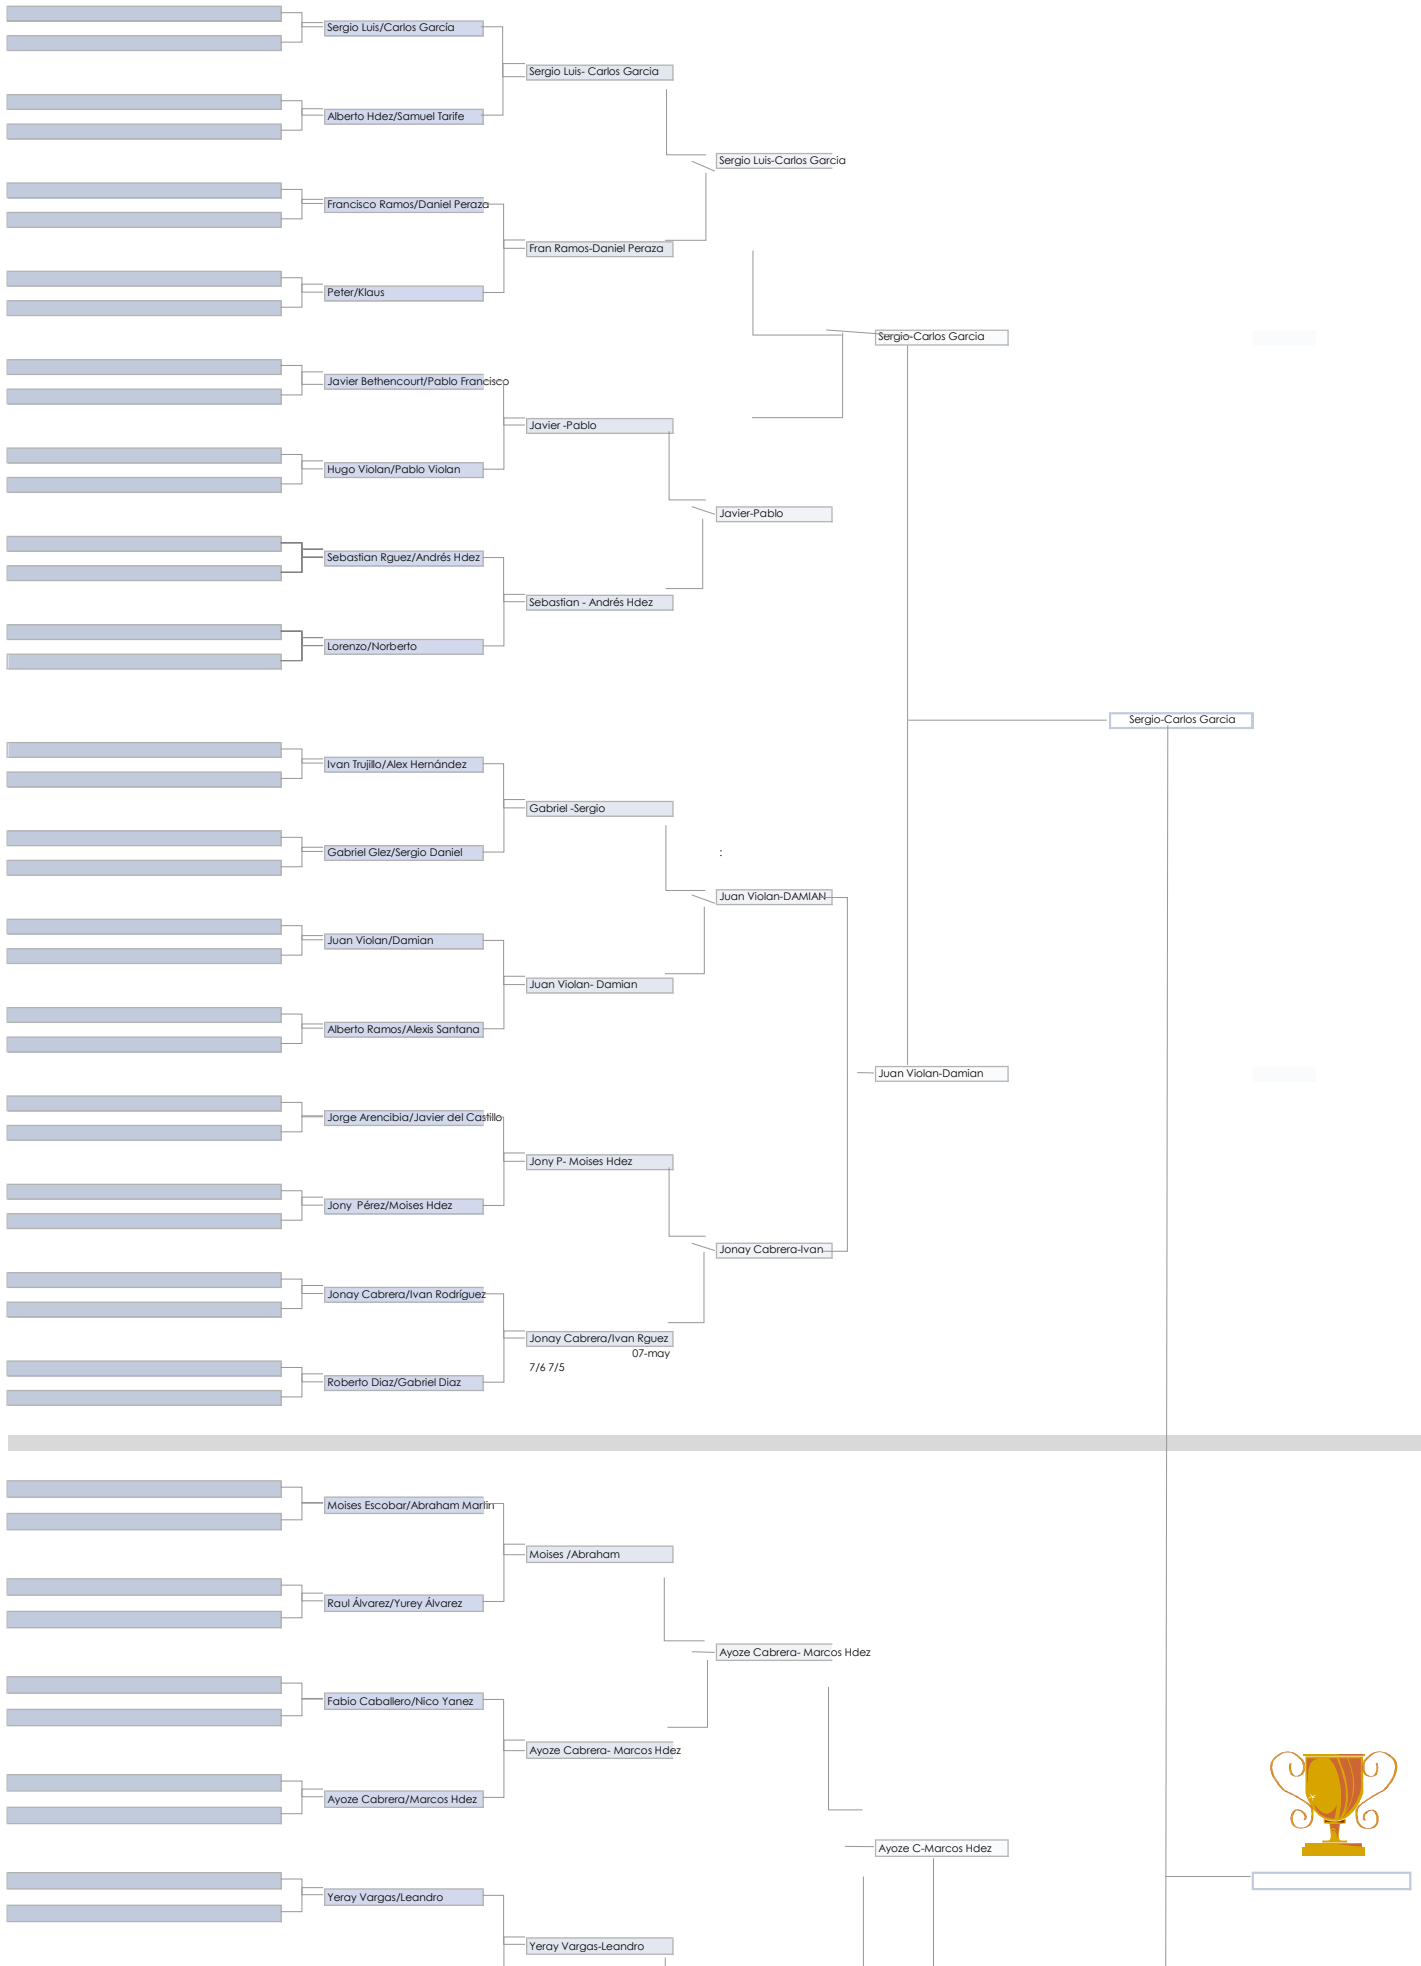 Sergio Luis/Carlos García
Sergio Luis- Carlos Garcia
Alberto Hdez/Samuel Tarife
Sergio Luis-Carlos Garcia
Francisco Ramos/Daniel Peraza
Fran Ramos-Daniel Peraza
Peter/Klaus
Sergio-Carlos Garcia
Javier Bethencourt/Pablo Francisco
Javier -Pablo
Hugo Violan/Pablo Violan
Javier-Pablo
Sebastian Rguez/Andrés Hdez
Sebastian - Andrés Hdez
Lorenzo/Norberto
Sergio-Carlos Garcia
Ivan Trujillo/Alex Hernández
Gabriel -Sergio
Gabriel Glez/Sergio Daniel
:
Juan Violan-DAMIAN
Juan Violan/Damian
Juan Violan- Damian
Alberto Ramos/Alexis Santana
Juan Violan-Damian
Jorge Arencibia/Javier del Castillo
Jony P- Moises Hdez
Jony  Pérez/Moises Hdez
Jonay Cabrera-Ivan
Jonay Cabrera/Ivan Rodríguez
Jonay Cabrera/Ivan Rguez
07-may
7/6 7/5
Roberto Diaz/Gabriel Diaz
Moises Escobar/Abraham Martin
Moises /Abraham
Raul Álvarez/Yurey Álvarez
Ayoze Cabrera- Marcos Hdez
Fabio Caballero/Nico Yanez
Ayoze Cabrera- Marcos Hdez
Ayoze Cabrera/Marcos Hdez
Ayoze C-Marcos Hdez
Yeray Vargas/Leandro
Yeray Vargas-Leandro